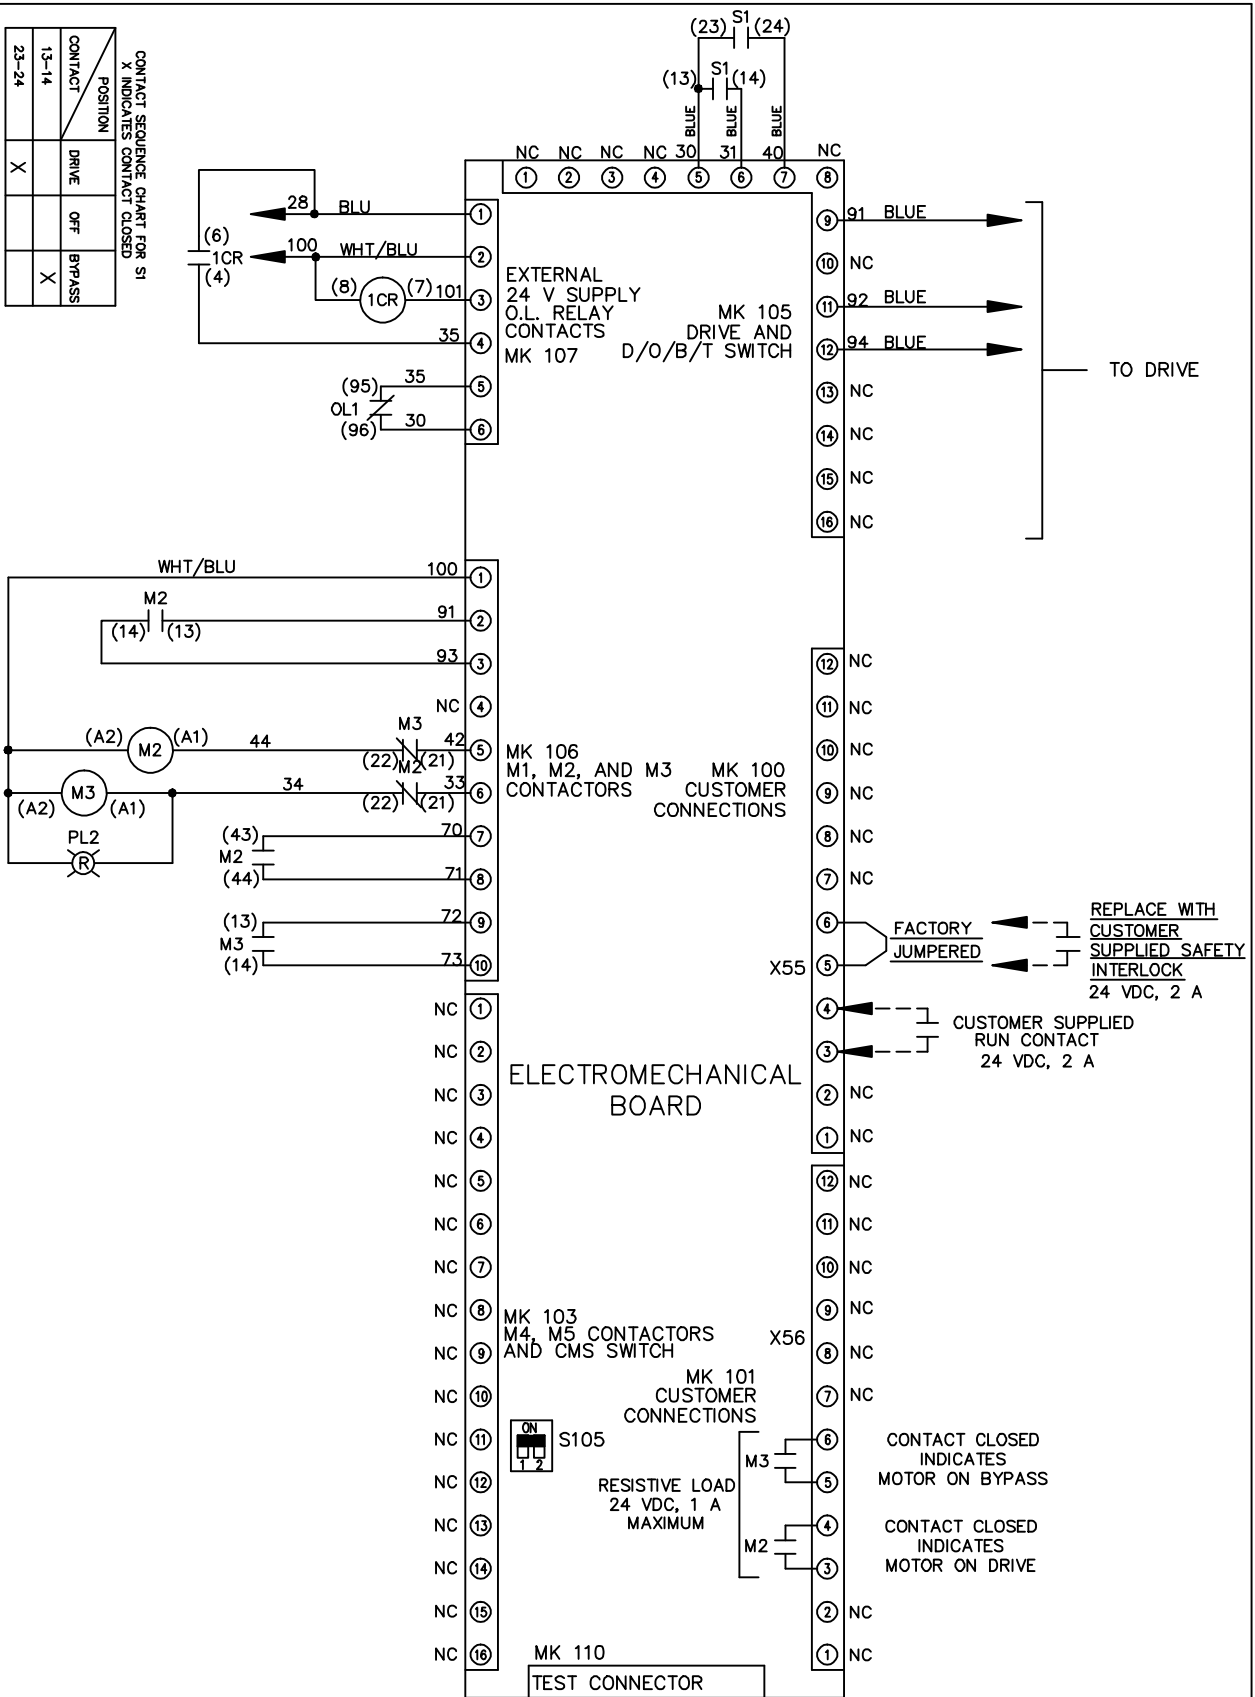 CONTACT SEQUENCE CHART FOR S1
X INDICATES CONTACT CLOSED
POSITION
CONTACT DRIVE OFF BYPASS
13-14 X
23-24 X
(23) S1 (24)
(13) S1 (14)
BLUE BLUE BLUE
NC NC NC NC 30 31 40 NC
1 2 3 4 5 6 7 8
28 BLU 1
(6) 1CR (4)
100 WHT/BLU 2
(8) 1CR (7) 101 3
35 4
(95) 35 5
OL1
(96) 30 6
EXTERNAL
24 V SUPPLY
O.L. RELAY
CONTACTS
MK 107
MK 105
DRIVE AND
D/O/B/T SWITCH
9 91 BLUE
10 NC
11 92 BLUE
12 94 BLUE
13 NC
14 NC
15 NC
16 NC
TO DRIVE
WHT/BLU 100 1
M2
(14) (13) 91 2
93 3
NC 4
(A2) M2 (A1) 44 M3 (22) (21) 42 5
(A2) M3 (A1) 34 M2 (22) (21) 33 6
PL2
R
(43) 70 7
M2
(44) 71 8
(13) 72 9
M3
(14) 73 10
MK 106
M1, M2, AND M3
CONTACTORS
MK 100
CUSTOMER
CONNECTIONS
12 NC
11 NC
10 NC
9 NC
8 NC
7 NC
6
X55 5
4
3
2 NC
1 NC
FACTORY
JUMPERED
REPLACE WITH
CUSTOMER
SUPPLIED SAFETY
INTERLOCK
24 VDC, 2 A
CUSTOMER SUPPLIED
RUN CONTACT
24 VDC, 2 A
ELECTROMECHANICAL
BOARD
NC 1
NC 2
NC 3
NC 4
NC 5
NC 6
NC 7
NC 8
NC 9
NC 10
NC 11
NC 12
NC 13
NC 14
NC 15
NC 16
MK 103
M4, M5 CONTACTORS
AND CMS SWITCH
ON
1 2
S105
12 NC
11 NC
10 NC
9 NC
X56
8 NC
7 NC
6
5
4
3
2 NC
1 NC
MK 101
CUSTOMER
CONNECTIONS
M3
RESISTIVE LOAD
24 VDC, 1 A
MAXIMUM
M2
CONTACT CLOSED
INDICATES
MOTOR ON BYPASS
CONTACT CLOSED
INDICATES
MOTOR ON DRIVE
MK 110
TEST CONNECTOR